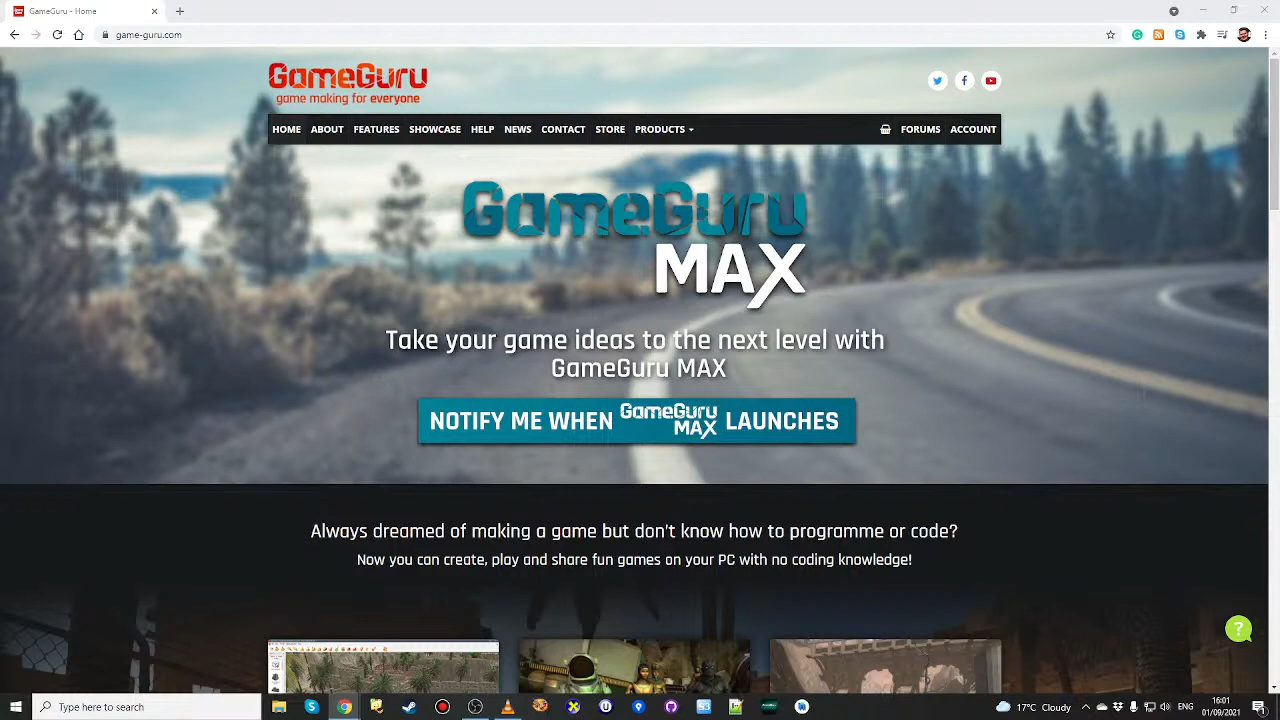 GameGuru - Home
game-guru.com
GameGuru
game making for everyone
HOME ABOUT FEATURES SHOWCASE HELP NEWS CONTACT STORE PRODUCTS FORUMS ACCOUNT
GameGuru
MAX
Take your game ideas to the next level with
GameGuru MAX
NOTIFY ME WHEN GameGuru MAX LAUNCHES
Always dreamed of making a game but don't know how to programme or code?
Now you can create, play and share fun games on your PC with no coding knowledge!
?
Type here to search
17°C Cloudy
16:01
01/09/2021